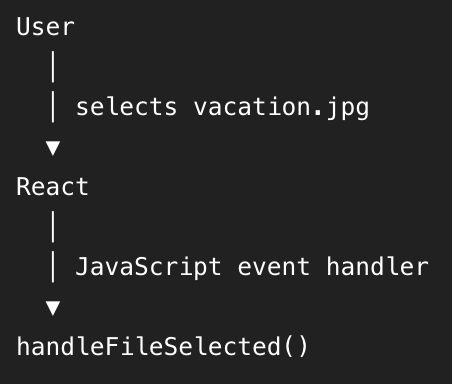 User
│
│ selects vacation.jpg
▼
React
│
│ JavaScript event handler
▼
handleFileSelected()